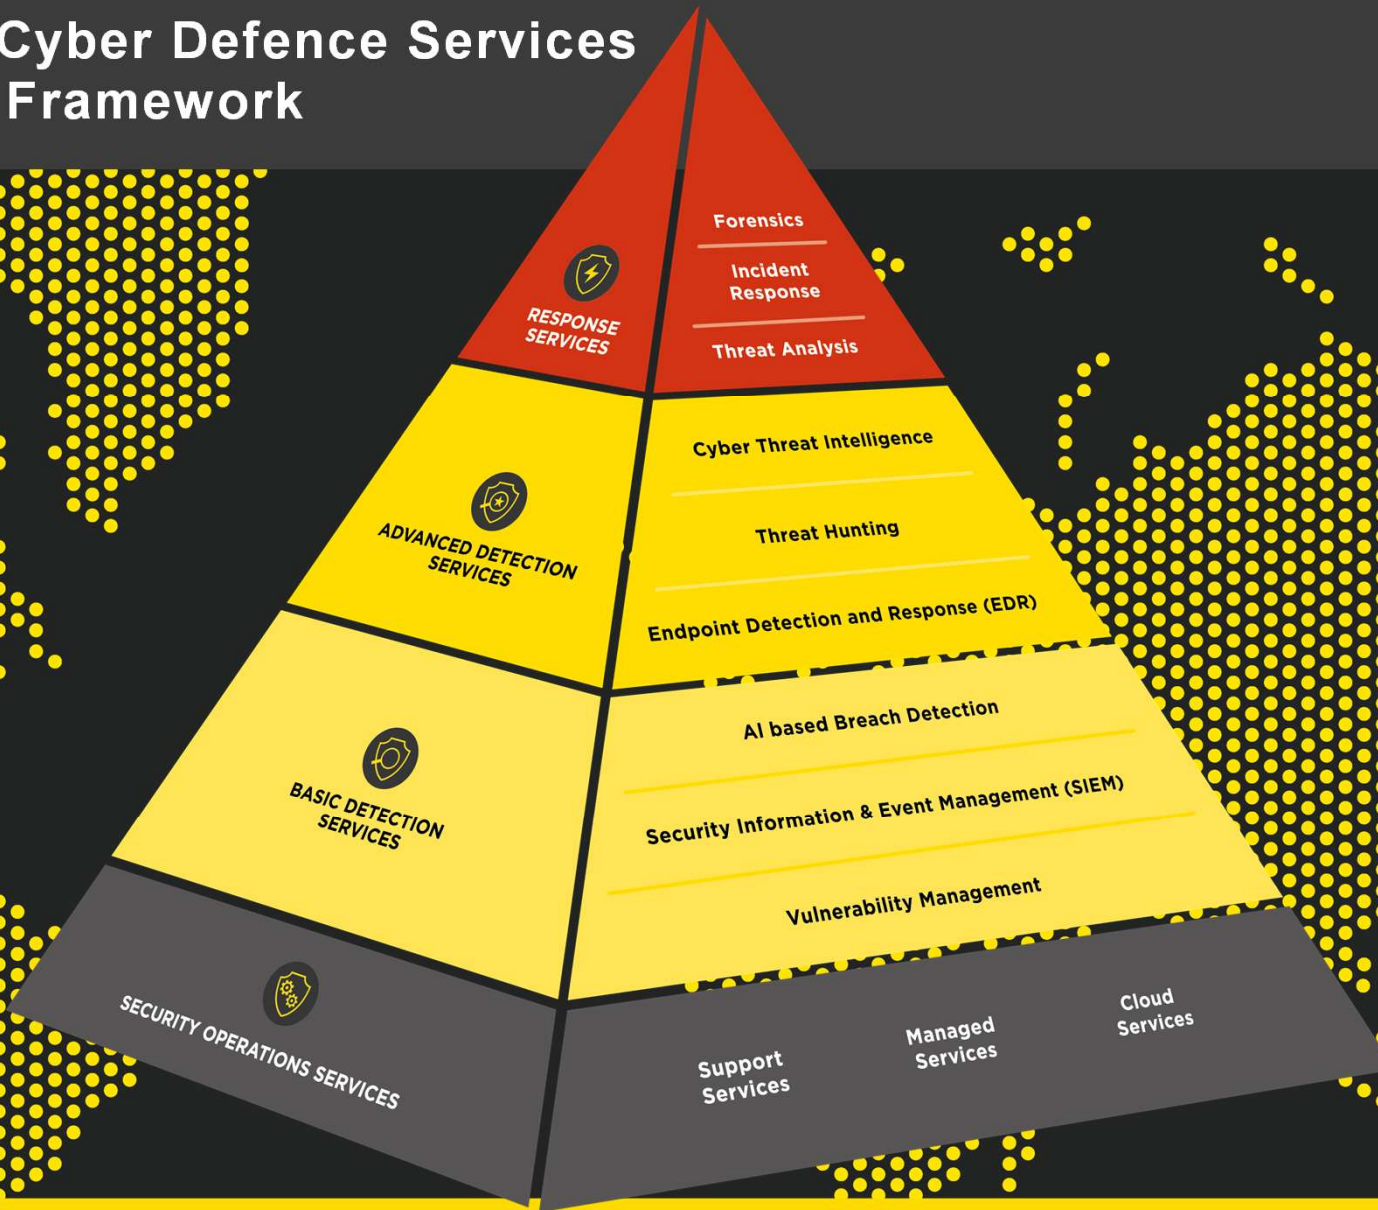 Cyber Defence Services
Framework
RESPONSE
SERVICES
Forensics
Incident
Response
Threat Analysis
ADVANCED DETECTION
SERVICES
Cyber Threat Intelligence
Threat Hunting
Endpoint Detection and Response (EDR)
BASIC DETECTION
SERVICES
AI based Breach Detection
Security Information & Event Management (SIEM)
Vulnerability Management
SECURITY OPERATIONS SERVICES
Support
Services
Managed
Services
Cloud
Services